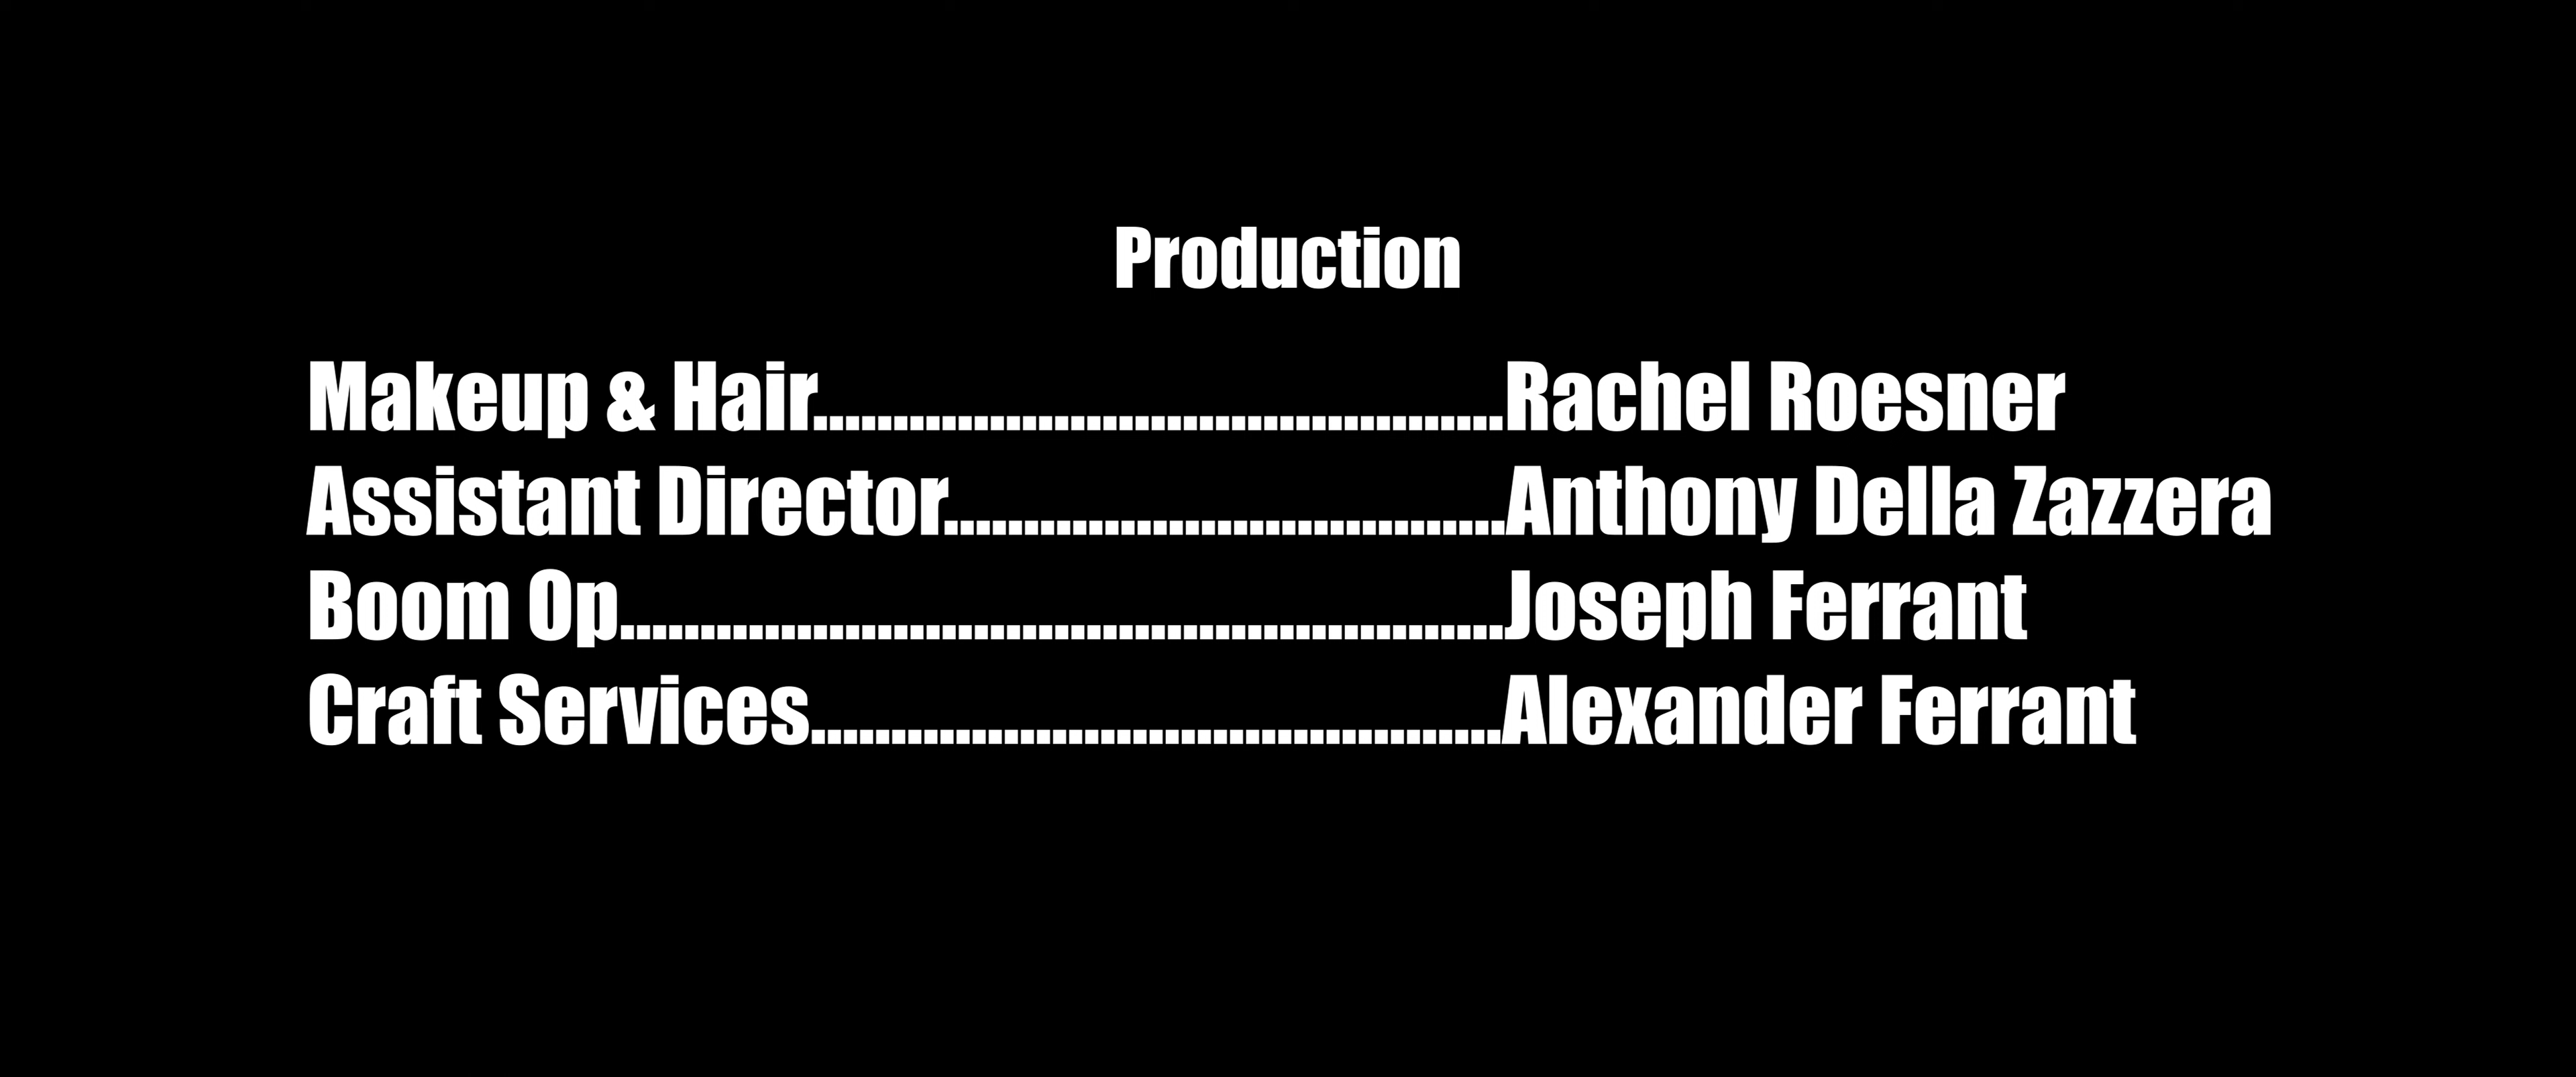 Production
Makeup & Hair...........................................Rachel Roesner
Assistant Director...................................Anthony Della Zazzera
Boom Op.......................................................Joseph Ferrant
Craft Services...........................................Alexander Ferrant